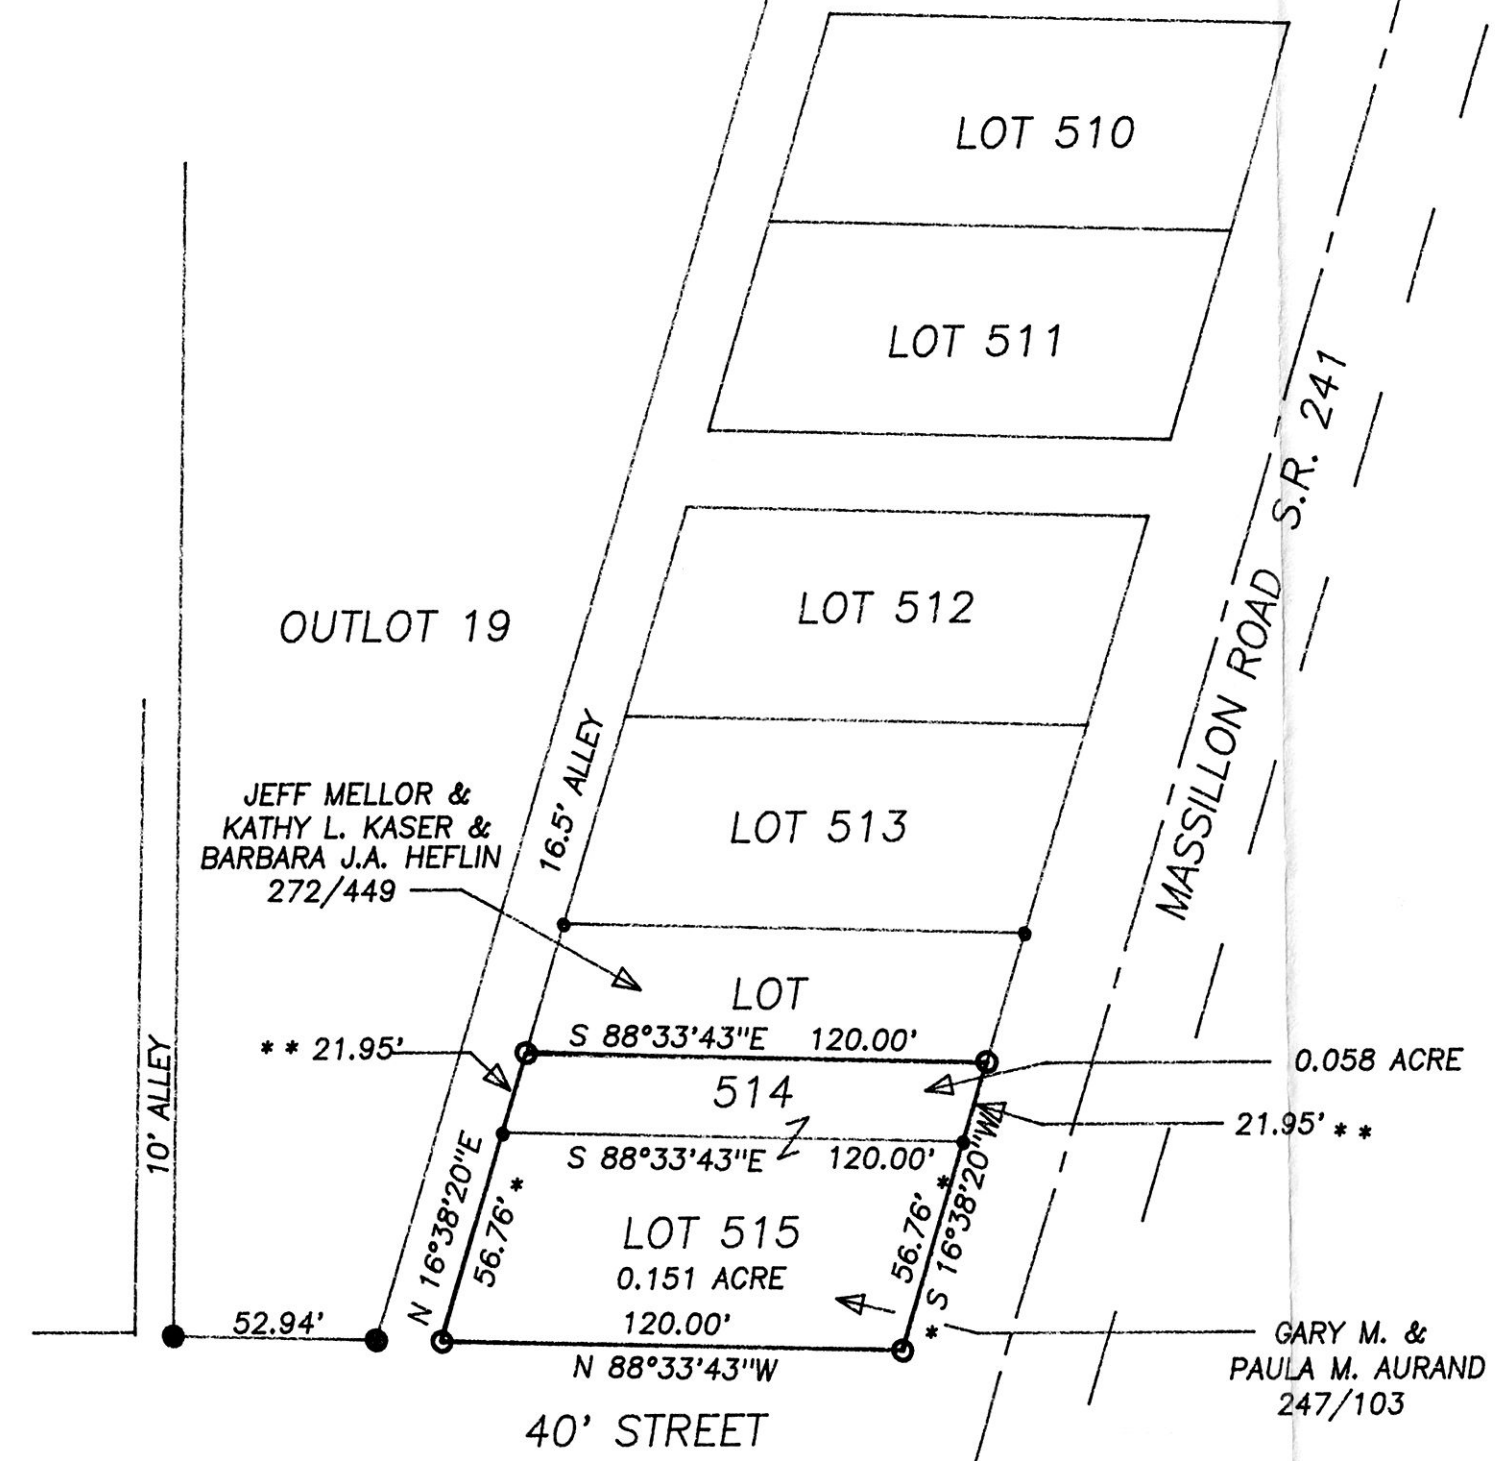 LOT 510
LOT 511
S.R. 241
LOT 512
OUTLOT 19
MASSILLON ROAD
16.5' ALLEY
JEFF MELLOR &
KATHY L. KASER &
BARBARA J.A. HEFLIN
272/449
LOT 513
LOT
S 88°33'43"E 120.00'
** 21.95'
0.058 ACRE
514
21.95' **
10' ALLEY
S 88°33'43"E 120.00'
N 16°38'20"E
56.76' *
56.76' *
* S 16°38'20"W
LOT 515
0.151 ACRE
52.94'
120.00'
N 88°33'43"W
GARY M. &
PAULA M. AURAND
247/103
40' STREET